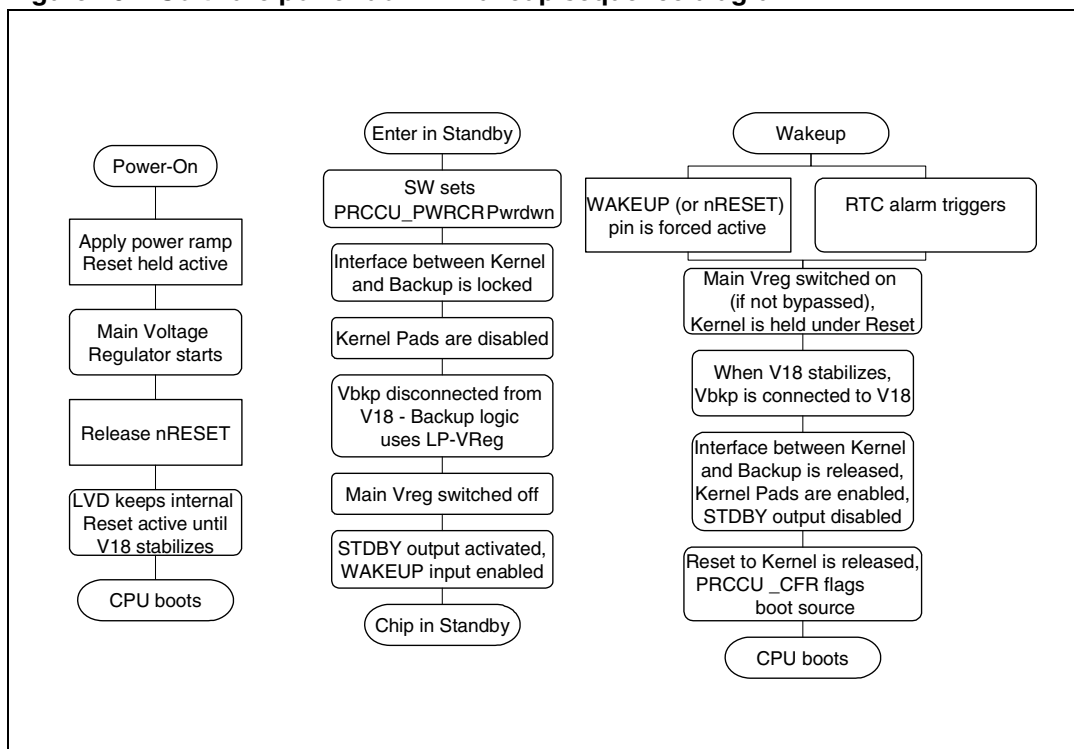 Power-On
Apply power ramp
Reset held active
Main Voltage
Regulator starts
Release nRESET
LVD keeps internal
Reset active until
V18 stabilizes
CPU boots
Enter in Standby
SW sets
PRCCU_PWRCR Pwrdwn
Interface between Kernel
and Backup is locked
Kernel Pads are disabled
Vbkp disconnected from
V18 - Backup logic
uses LP-VReg
Main Vreg switched off
STDBY output activated,
WAKEUP input enabled
Chip in Standby
Wakeup
WAKEUP (or nRESET)
pin is forced active
RTC alarm triggers
Main Vreg switched on
(if not bypassed),
Kernel is held under Reset
When V18 stabilizes,
Vbkp is connected to V18
Interface between Kernel
and Backup is released,
Kernel Pads are enabled,
STDBY output disabled
Reset to Kernel is released,
PRCCU _CFR flags
boot source
CPU boots